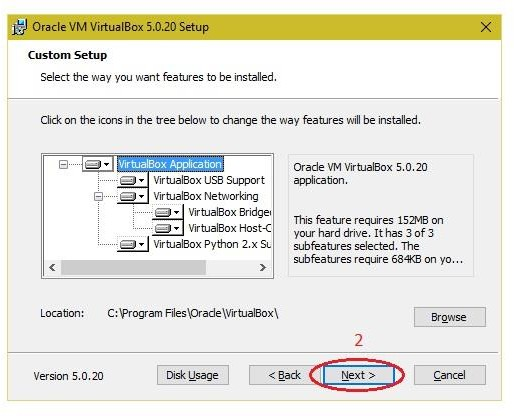 Oracle VM VirtualBox 5.0.20 Setup
Custom Setup
Select the way you want features to be installed.
Click on the icons in the tree below to change the way features will be installed.
VirtualBox Application
VirtualBox USB Support
VirtualBox Networking
VirtualBox Bridge
VirtualBox Host-C
VirtualBox Python 2.x Su
Oracle VM VirtualBox 5.0.20
application.
This feature requires 152MB on
your hard drive. It has 3 of 3
subfeatures selected. The
subfeatures require 684KB on yo...
Location: C:\Program Files\Oracle\VirtualBox\
Browse
2
Version 5.0.20
Disk Usage
< Back
Next >
Cancel